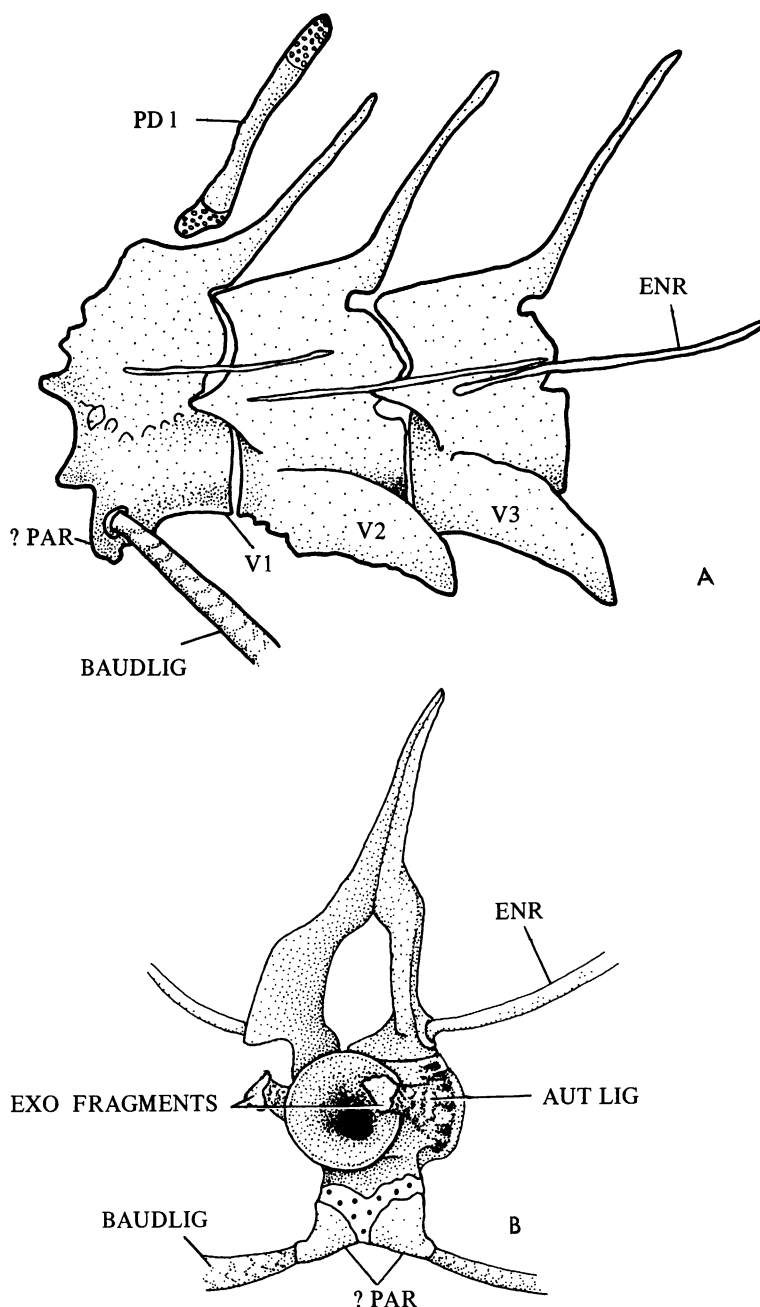 PD 1
ENR
? PAR
V1
V2
V3
A
BAUDLIG
ENR
EXO FRAGMENTS
AUT LIG
BAUDLIG
B
? PAR